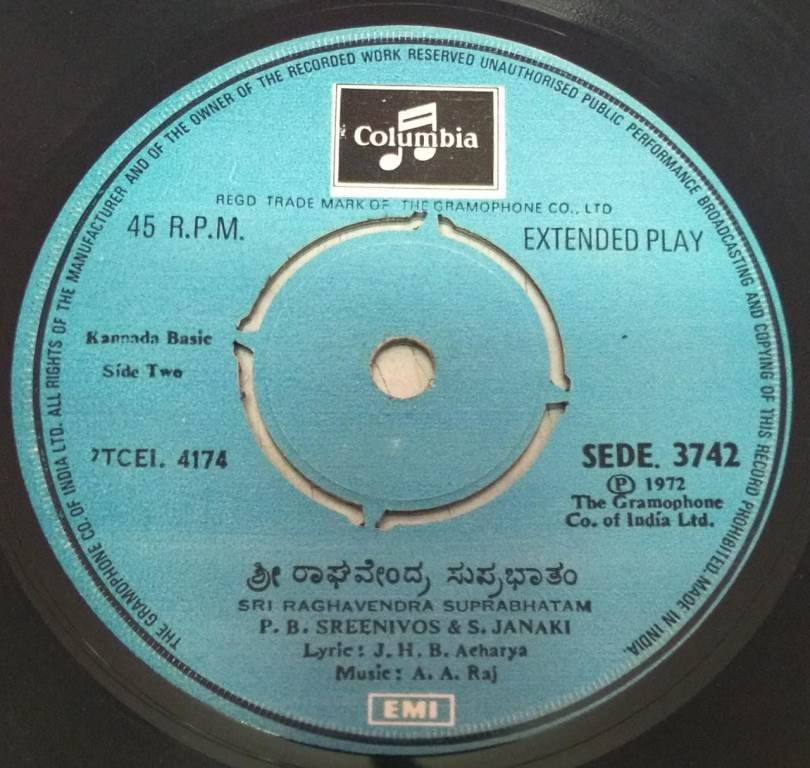 THE GRAMOPHONE CO. OF INDIA LTD. ALL RIGHTS OF THE MANUFACTURER AND OF THE OWNER OF THE RECORDED WORK RESERVED UNAUTHORISED PUBLIC PERFORMANCE BROADCASTING AND COPYING OF THIS RECORD PROHIBITED. MADE IN INDIA.
Columbia
REGD TRADE MARK OF THE GRAMOPHONE CO., LTD
45 R.P.M.
EXTENDED PLAY
Kannada Basic
Side Two
7TCEI. 4174
SEDE. 3742
Ⓟ 1972
The Gramophone
Co. of India Ltd.
ಶ್ರೀ ರಾಘವೇಂದ್ರ ಸುಪ್ರಭಾತಂ
SRI RAGHAVENDRA SUPRABHATAM
P. B. SREENIVOS & S. JANAKI
Lyric : J. H. B. Acharya
Music : A. A. Raj
EMI